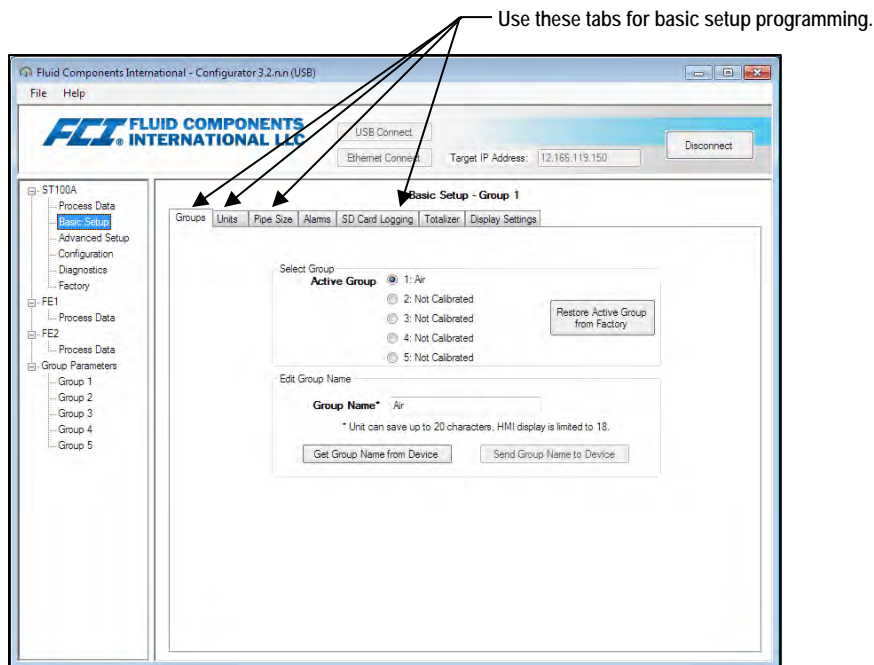 Use these tabs for basic setup programming.
Fluid Components International - Configurator 3.2.n.n (USB)
File Help
FCI ® FLUID COMPONENTS
INTERNATIONAL LLC
USB Connect
Ethernet Connect Target IP Address: 12.166.119.150
Disconnect
ST100A
Process Data
Basic Setup
Advanced Setup
Configuration
Diagnostics
Factory
FE1
Process Data
FE2
Process Data
Group Parameters
Group 1
Group 2
Group 3
Group 4
Group 5
Basic Setup - Group 1
Groups Units Pipe Size Alarms SD Card Logging Totalizer Display Settings
Select Group
Active Group 1: Air
2: Not Calibrated
3: Not Calibrated
4: Not Calibrated
5: Not Calibrated
Restore Active Group
from Factory
Edit Group Name
Group Name* Air
* Unit can save up to 20 characters, HMI display is limited to 18.
Get Group Name from Device Send Group Name to Device